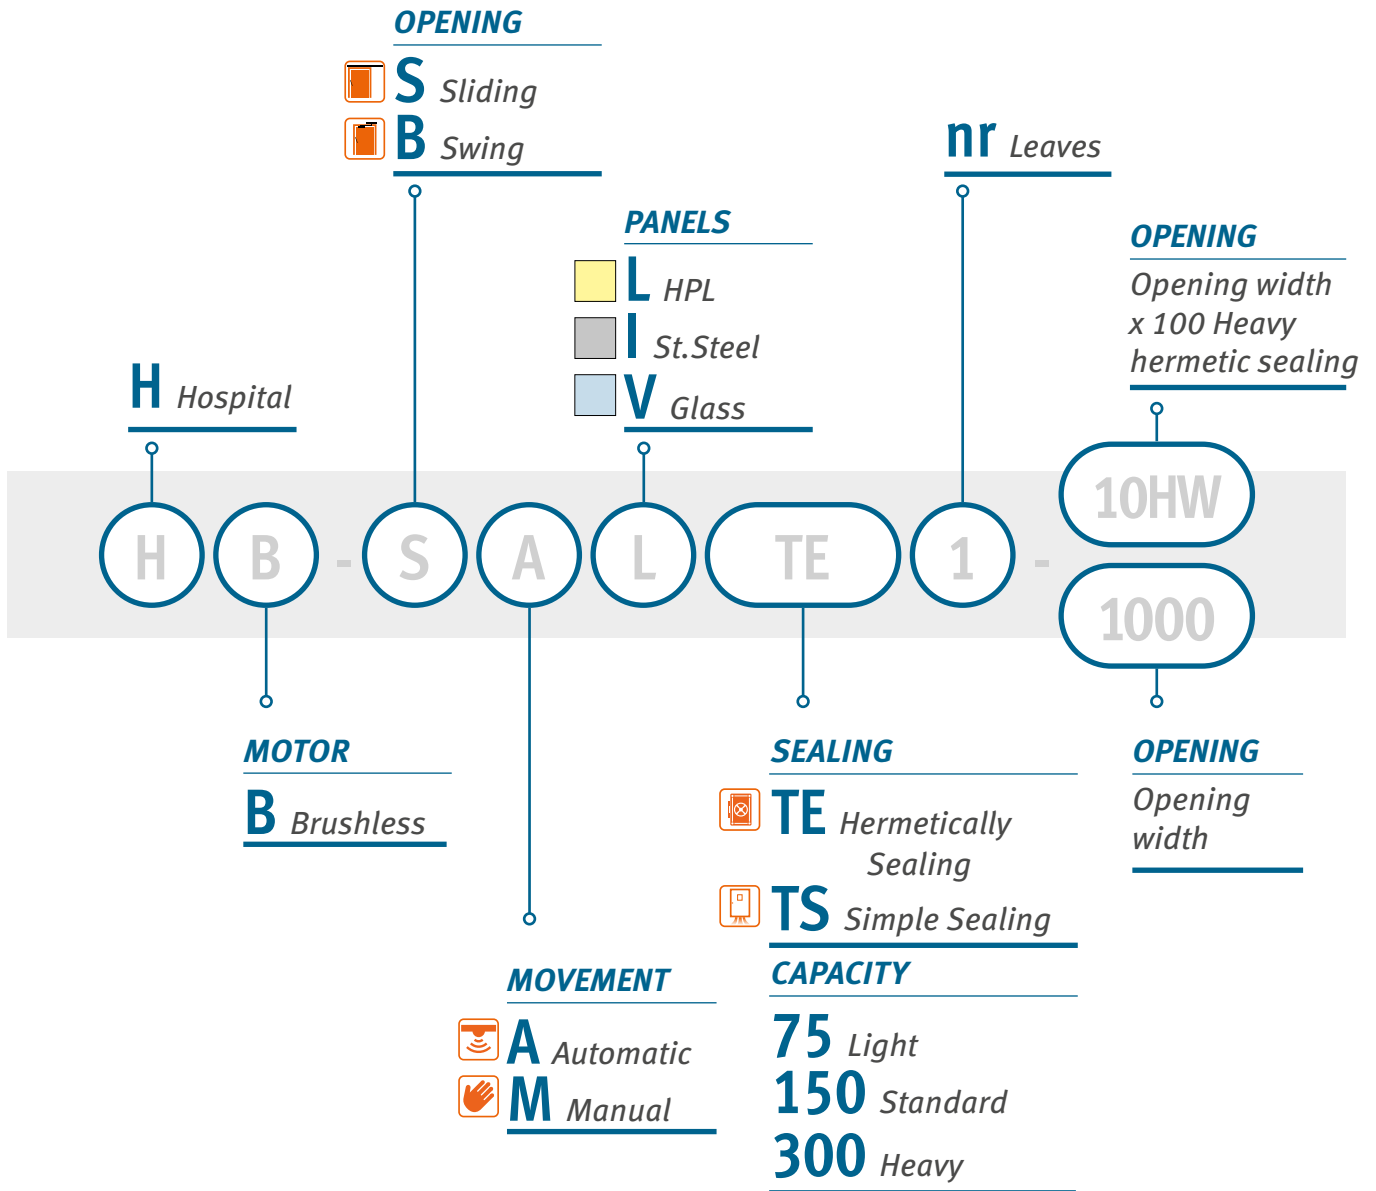 OPENING
S Sliding
B Swing
nr Leaves
PANELS
L HPL
I St.Steel
V Glass
OPENING
Opening width
x 100 Heavy
hermetic sealing
H Hospital
10HW
H B - S A L TE 1 -
1000
MOTOR
B Brushless
SEALING
TE Hermetically
Sealing
TS Simple Sealing
OPENING
Opening
width
MOVEMENT
A Automatic
M Manual
CAPACITY
75 Light
150 Standard
300 Heavy